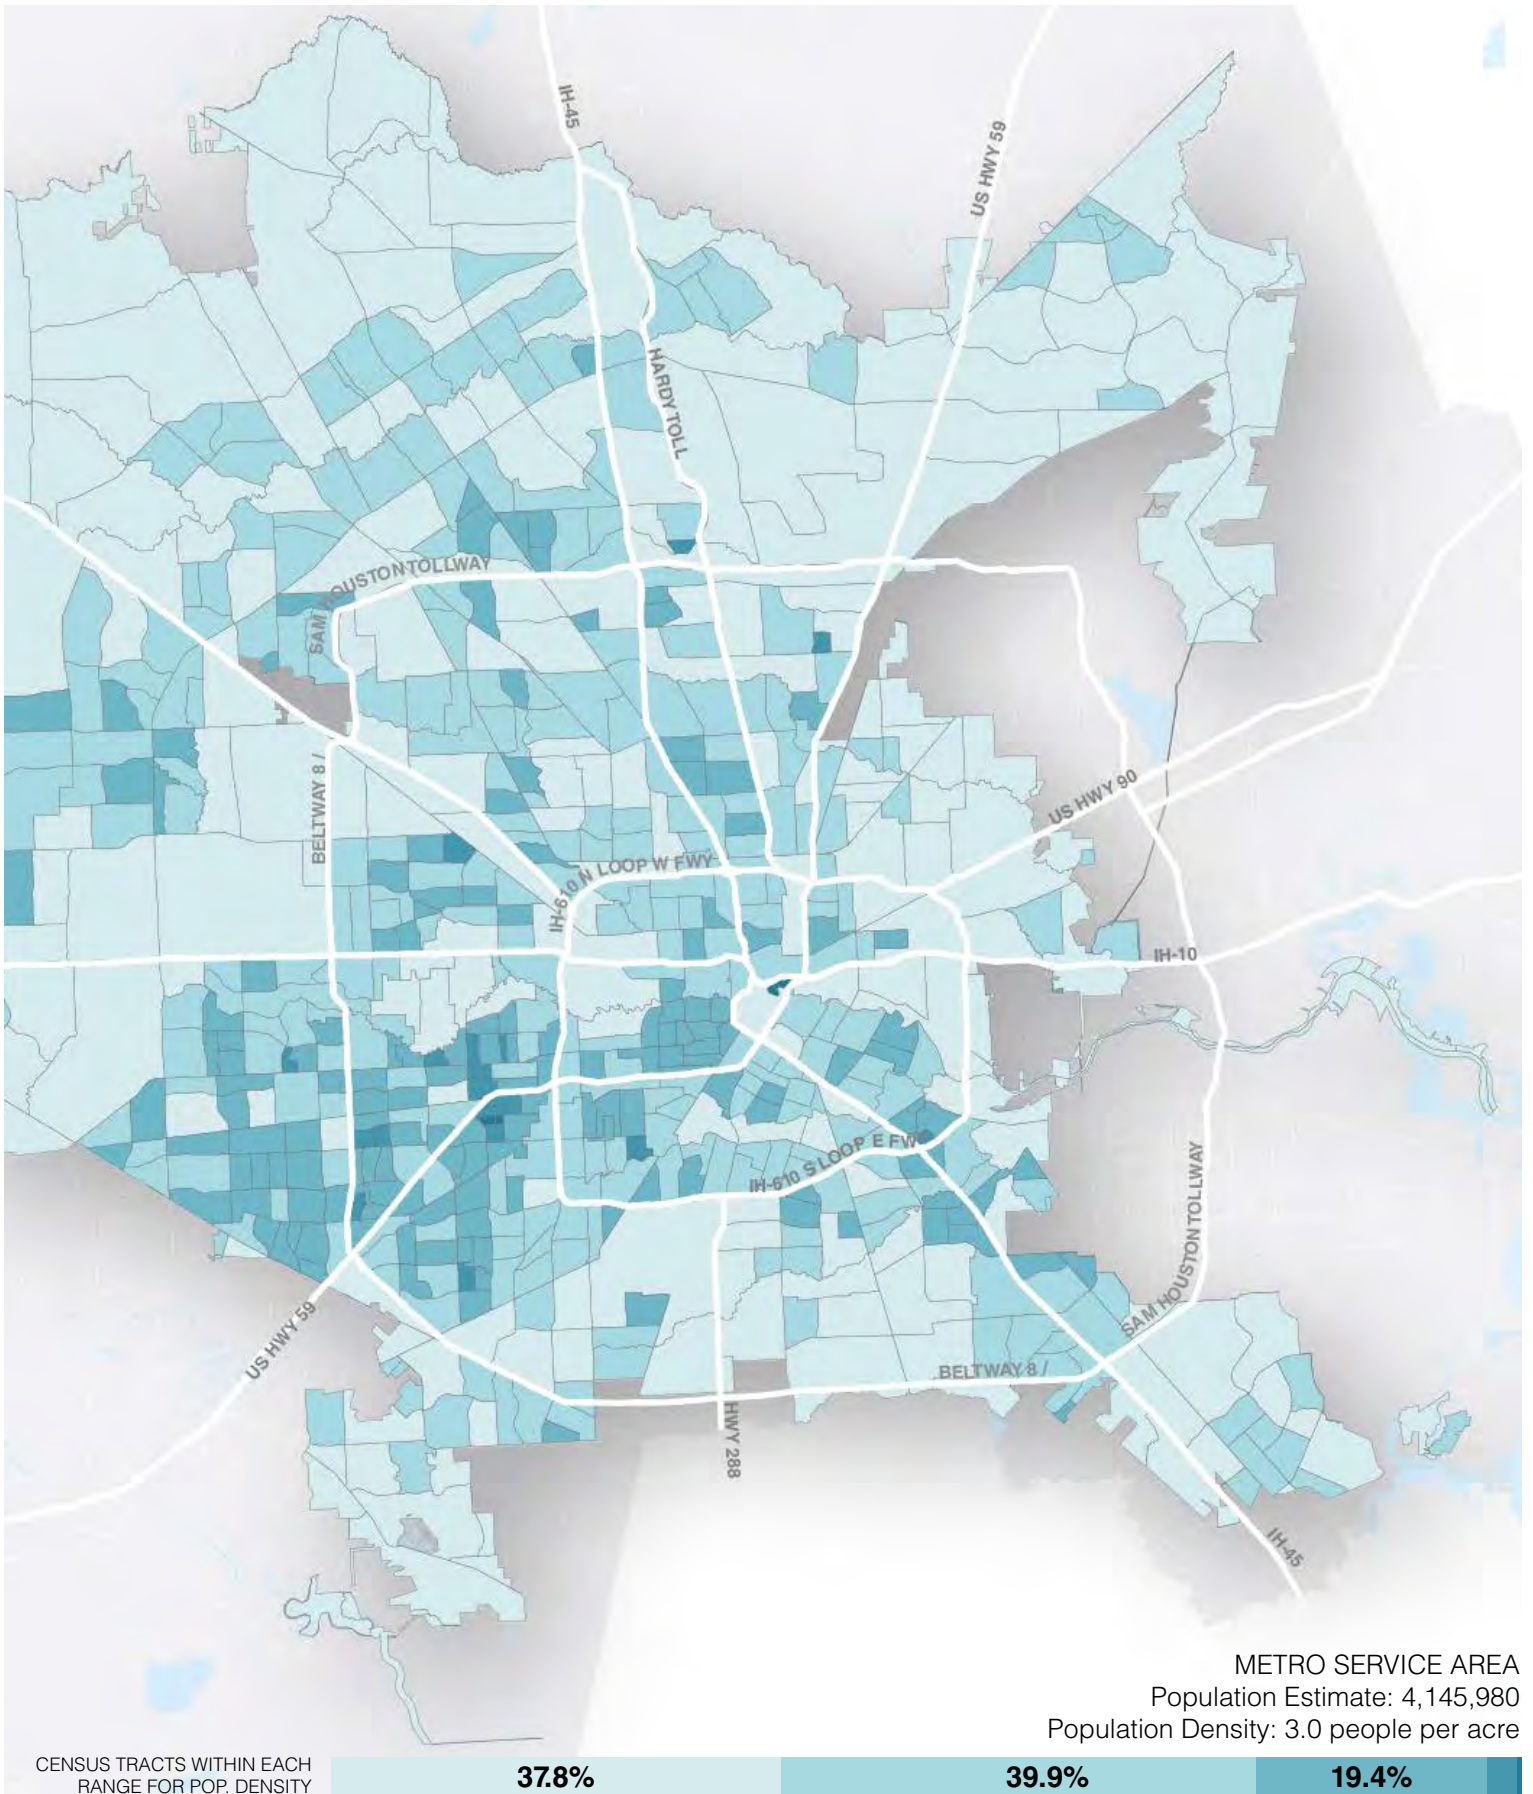 IH-45
US HWY 59
HARDY TOLL
SAM HOUSTON TOLLWAY
BELTWAY 8 /
US HWY 90
IH-610 N LOOP W FWY
IH-10
IH-610 S LOOP E FWY
SAM HOUSTON TOLLWAY
US HWY 59
BELTWAY 8 /
HWY 288
IH-45
METRO SERVICE AREA
Population Estimate: 4,145,980
Population Density: 3.0 people per acre
CENSUS TRACTS WITHIN EACH
RANGE FOR POP. DENSITY
37.8%
39.9%
19.4%